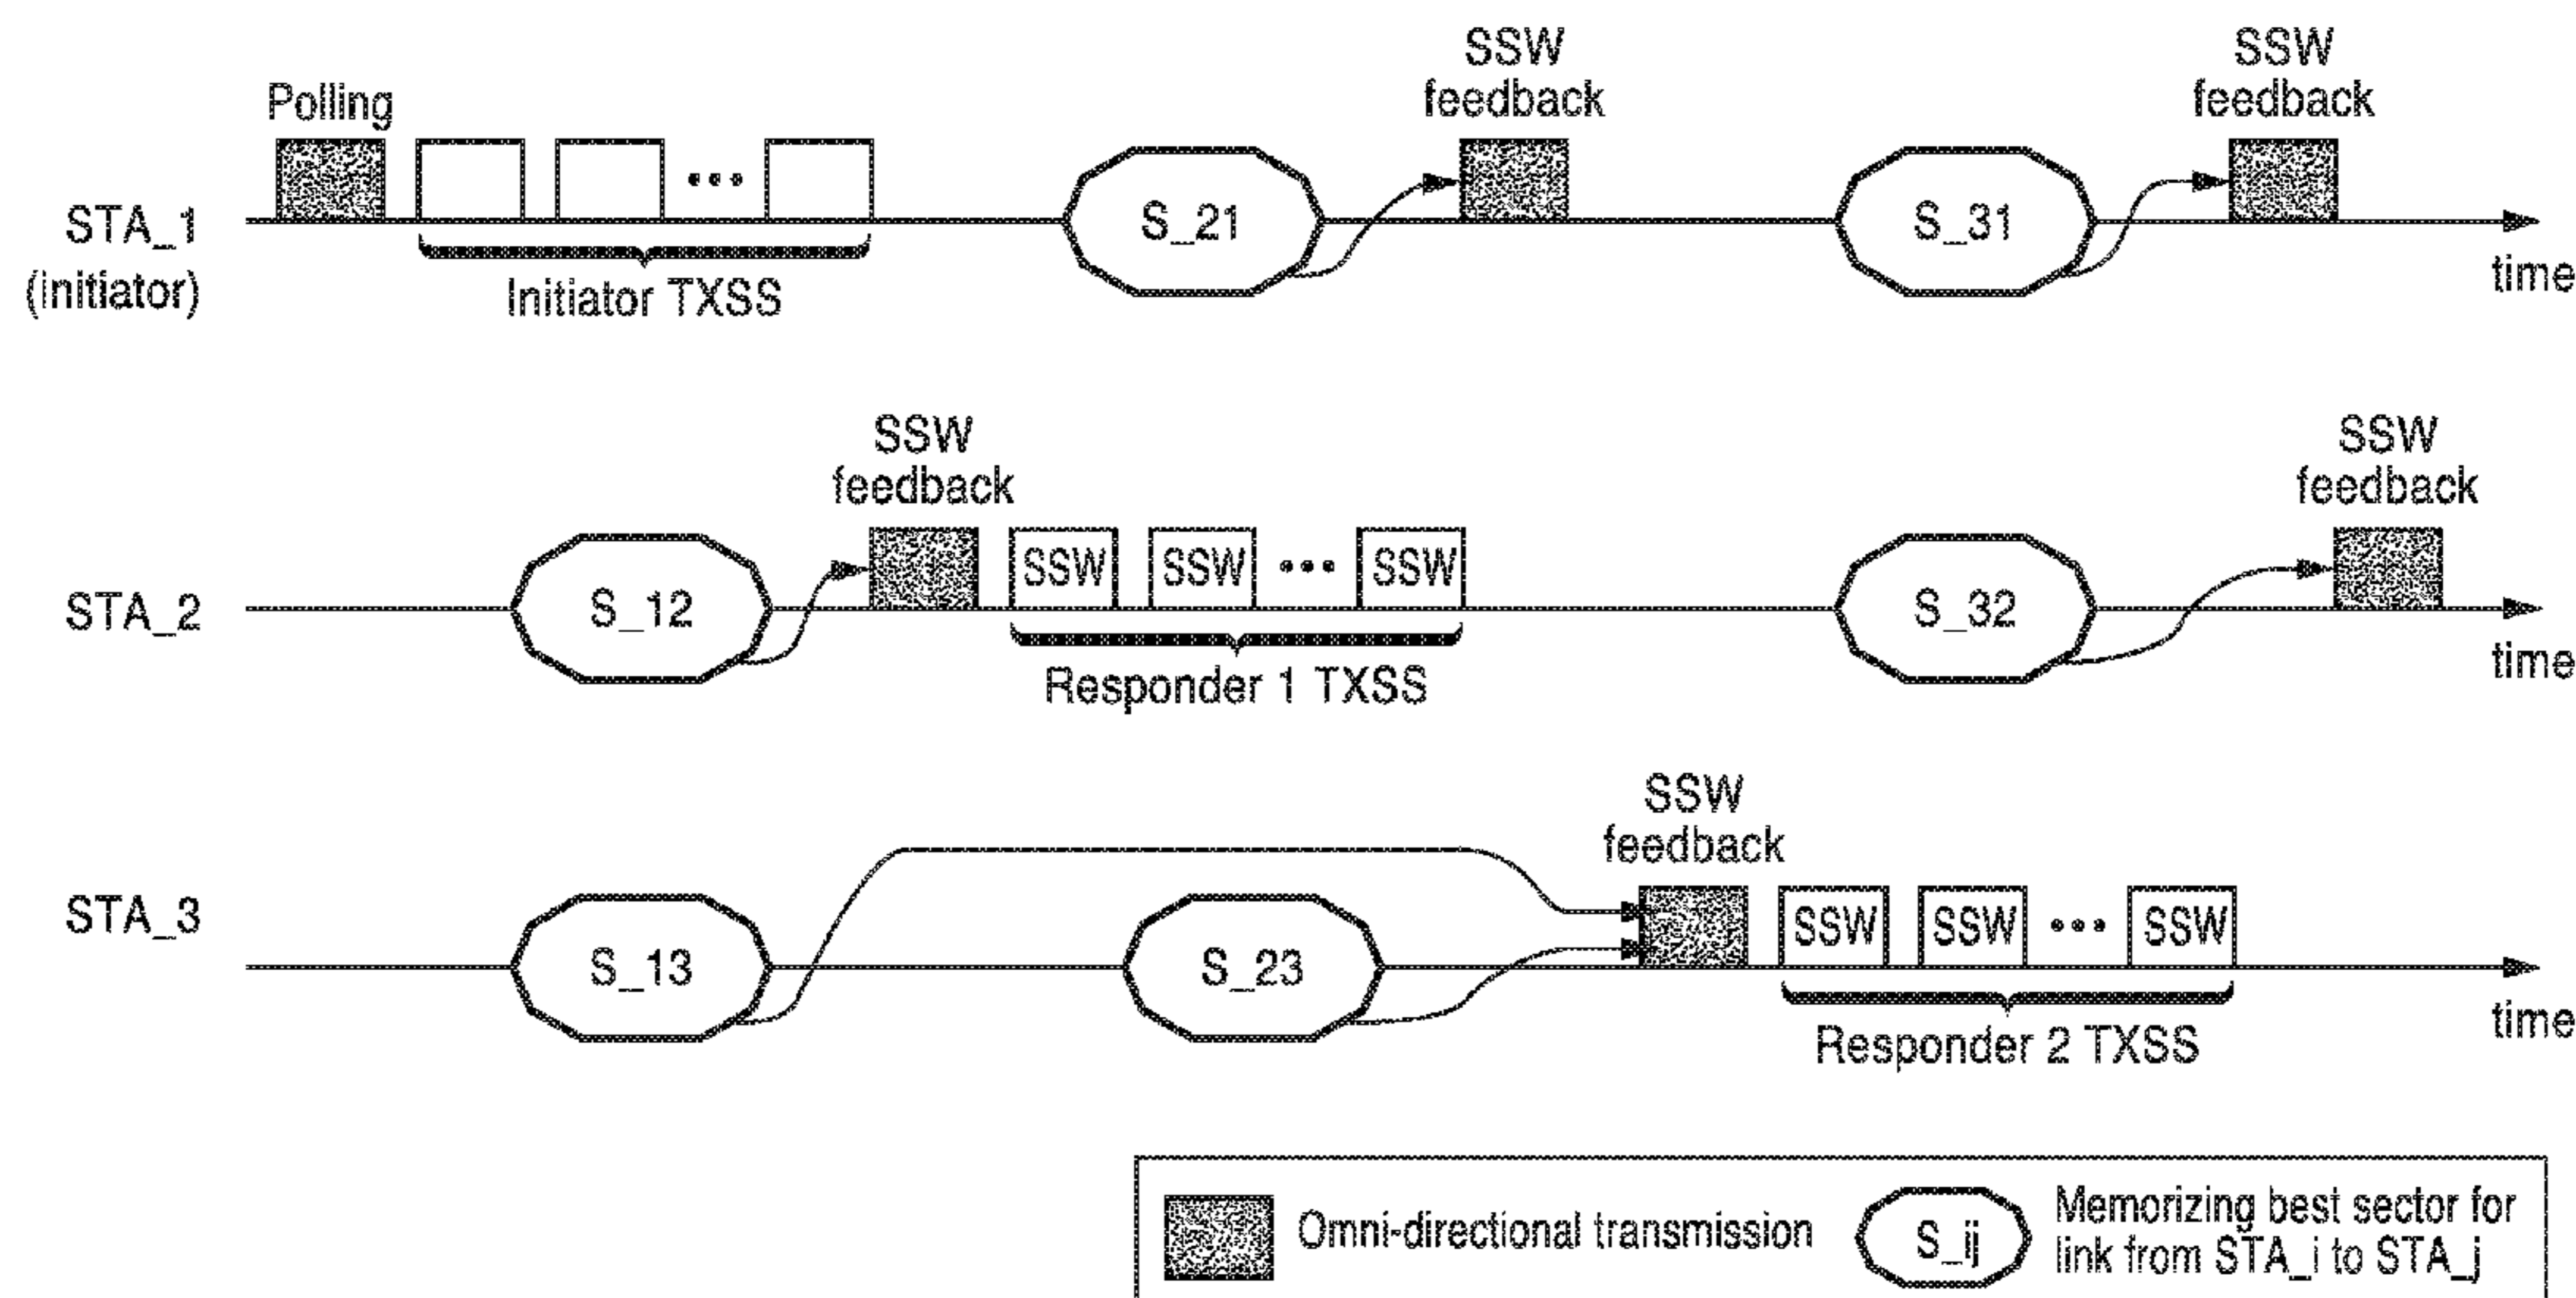 SSW
feedback
SSW
feedback
Polling
STA_1
(initiator)
S_21
S_31
time
Initiator TXSS
SSW
feedback
SSW
feedback
STA_2
S_12
SSW SSW ••• SSW
S_32
time
Responder 1 TXSS
SSW
feedback
STA_3
S_13
S_23
SSW SSW ••• SSW
time
Responder 2 TXSS
Omni-directional transmission
S_ij
Memorizing best sector for
link from STA_i to STA_j